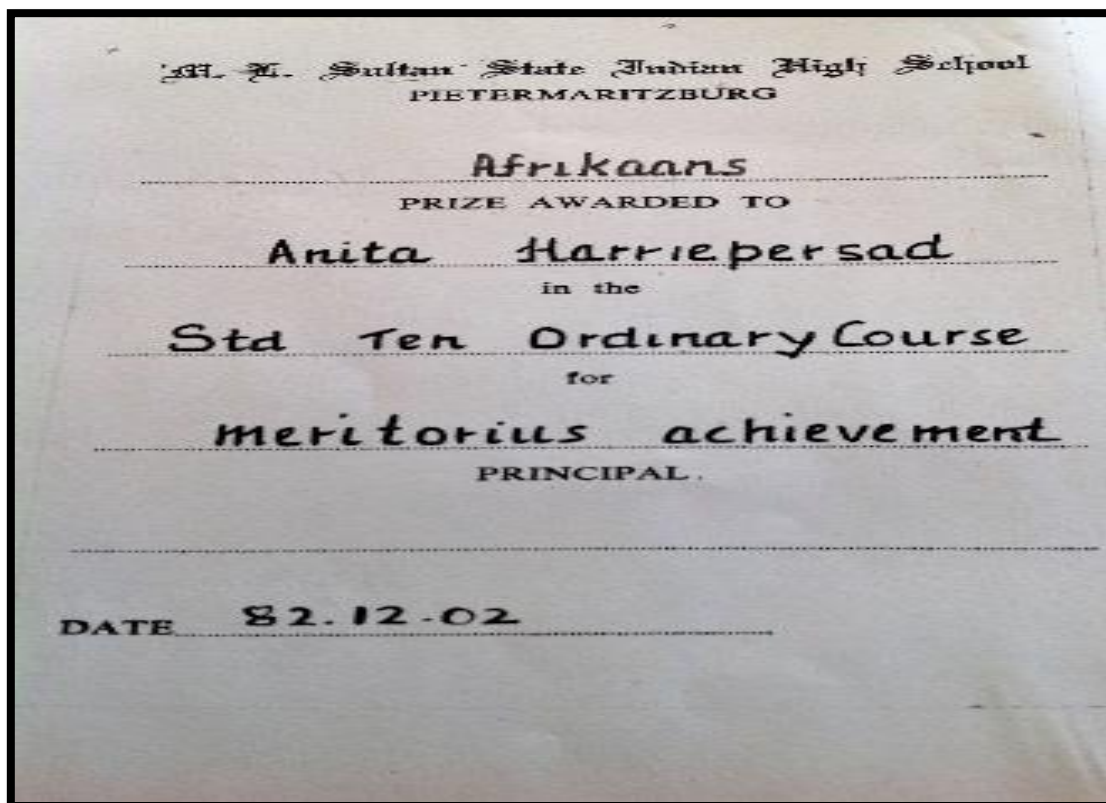 M. L. Sultan State Indian High School
PIETERMARITZBURG
Afrikaans
PRIZE AWARDED TO
Anita Harriepersad
in the
Std Ten Ordinary Course
for
meritorius achievement
PRINCIPAL.
DATE 82.12.02